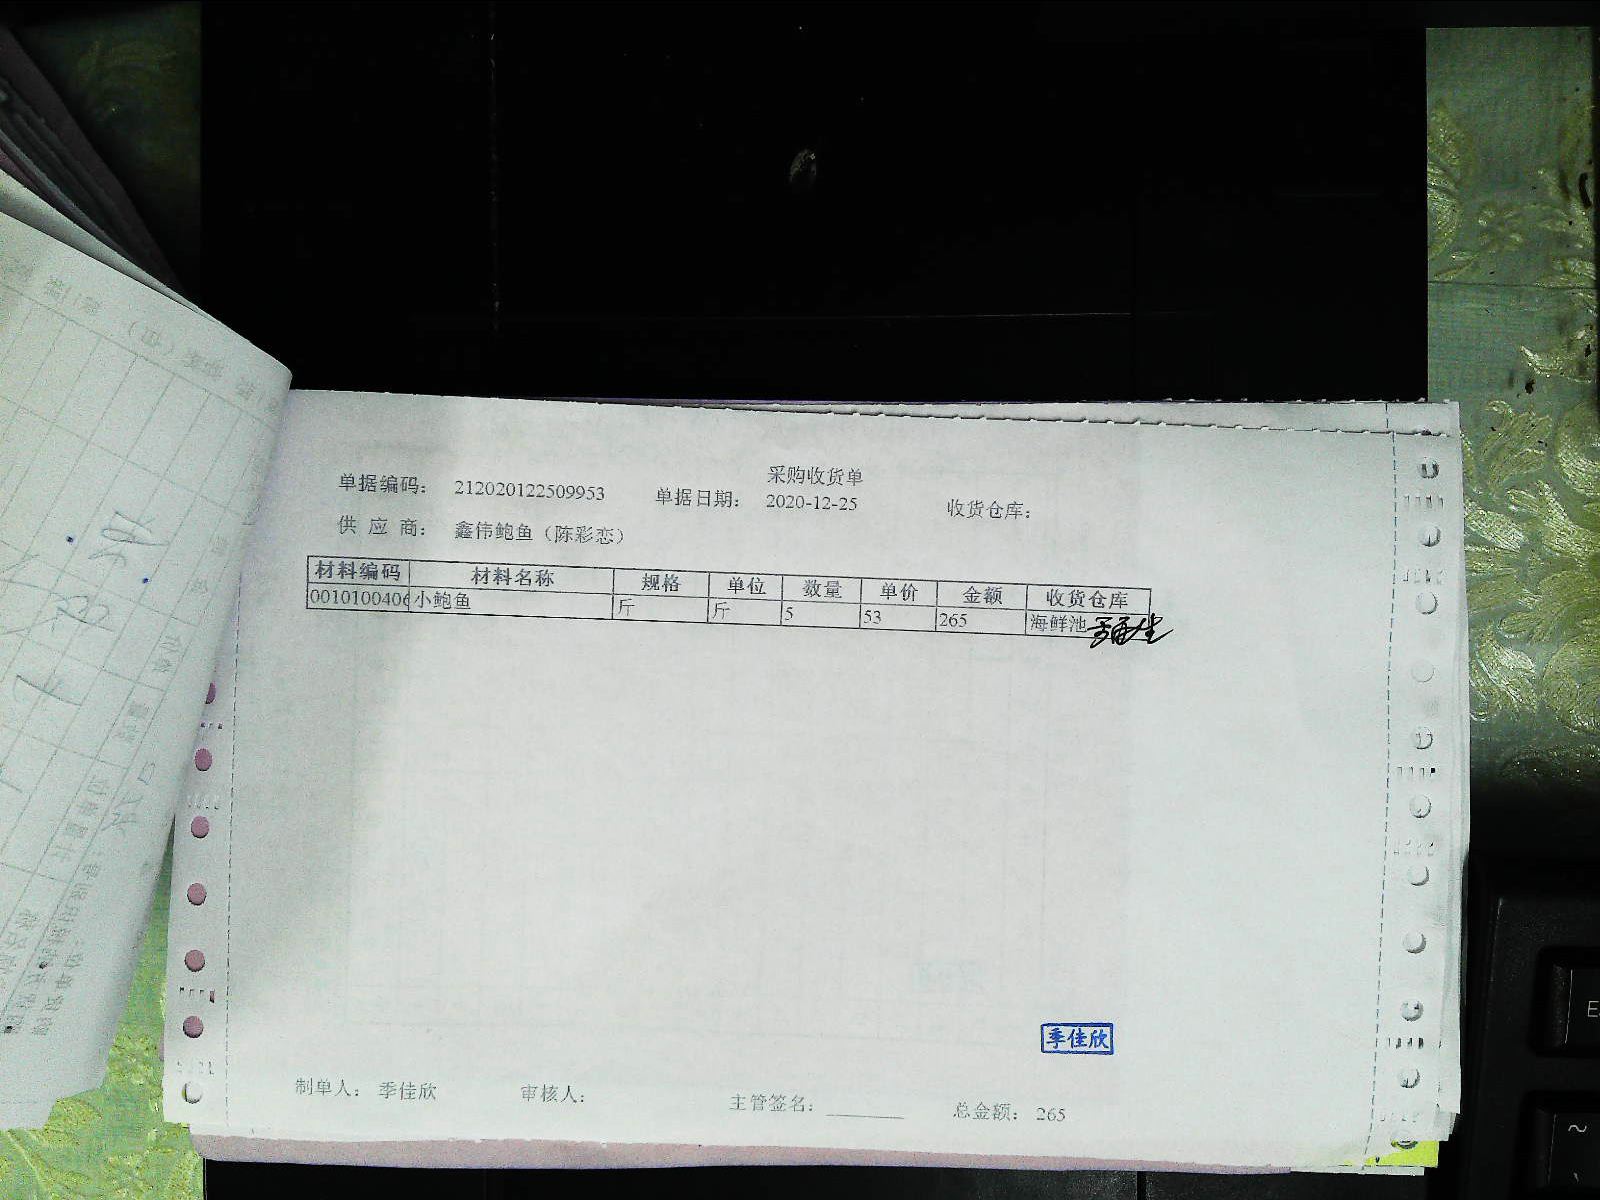 采购收货单
单据编码： 212020122509953 单据日期： 2020-12-25 收货仓库：
供 应 商： 鑫伟鲍鱼（陈彩恋）
材料编码 材料名称 规格 单位 数量 单价 金额 收货仓库
0010100406 小鲍鱼 斤 斤 5 53 265 海鲜池
季佳欣
制单人： 季佳欣 审核人： 主管签名： 总金额： 265